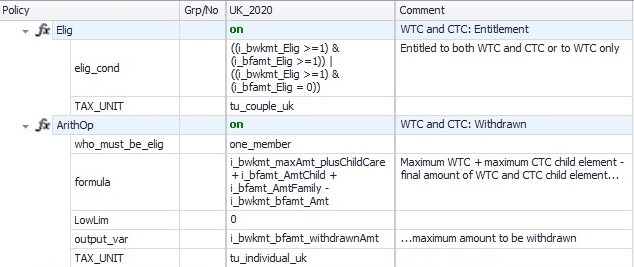 Policy Grp/No UK_2020 Comment
fx Elig on WTC and CTC: Entitlement
elig_cond
((i_bwkmt_Elig >=1) &
(i_bfamt_Elig >=1)) |
((i_bwkmt_Elig >=1) &
(i_bfamt_Elig = 0))
Entitled to both WTC and CTC or to WTC only
TAX_UNIT tu_couple_uk
fx ArithOp on WTC and CTC: Withdrawn
who_must_be_elig one_member
formula
i_bwkmt_maxAmt_plusChildCare
+ i_bfamt_AmtChild +
i_bfamt_AmtFamily -
i_bwkmt_bfamt_Amt
Maximum WTC + maximum CTC child element -
final amount of WTC and CTC child element...
LowLim 0
output_var i_bwkmt_bfamt_withdrawnAmt ...maximum amount to be withdrawn
TAX_UNIT tu_individual_uk